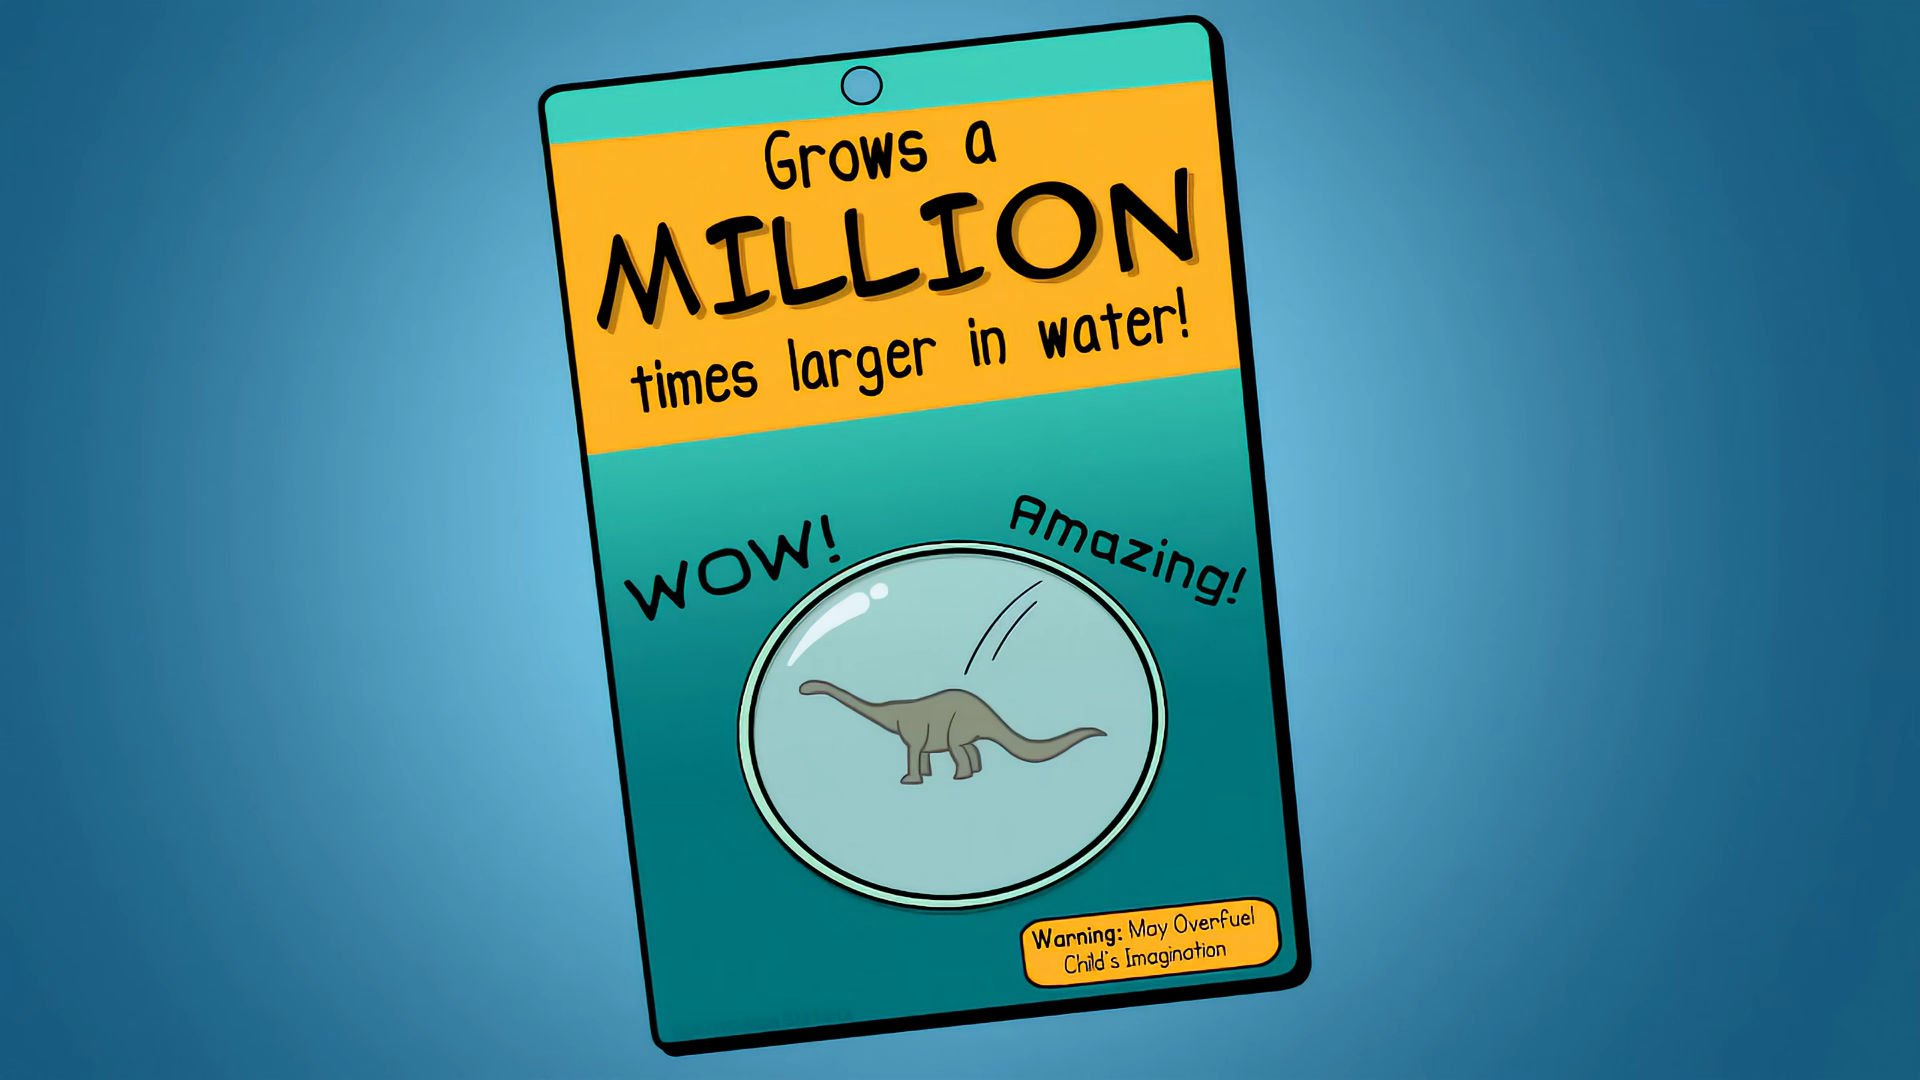 Grows a
MILLION
times larger in water!
WOW!
Amazing!
Warning: May Overfuel
Child's Imagination